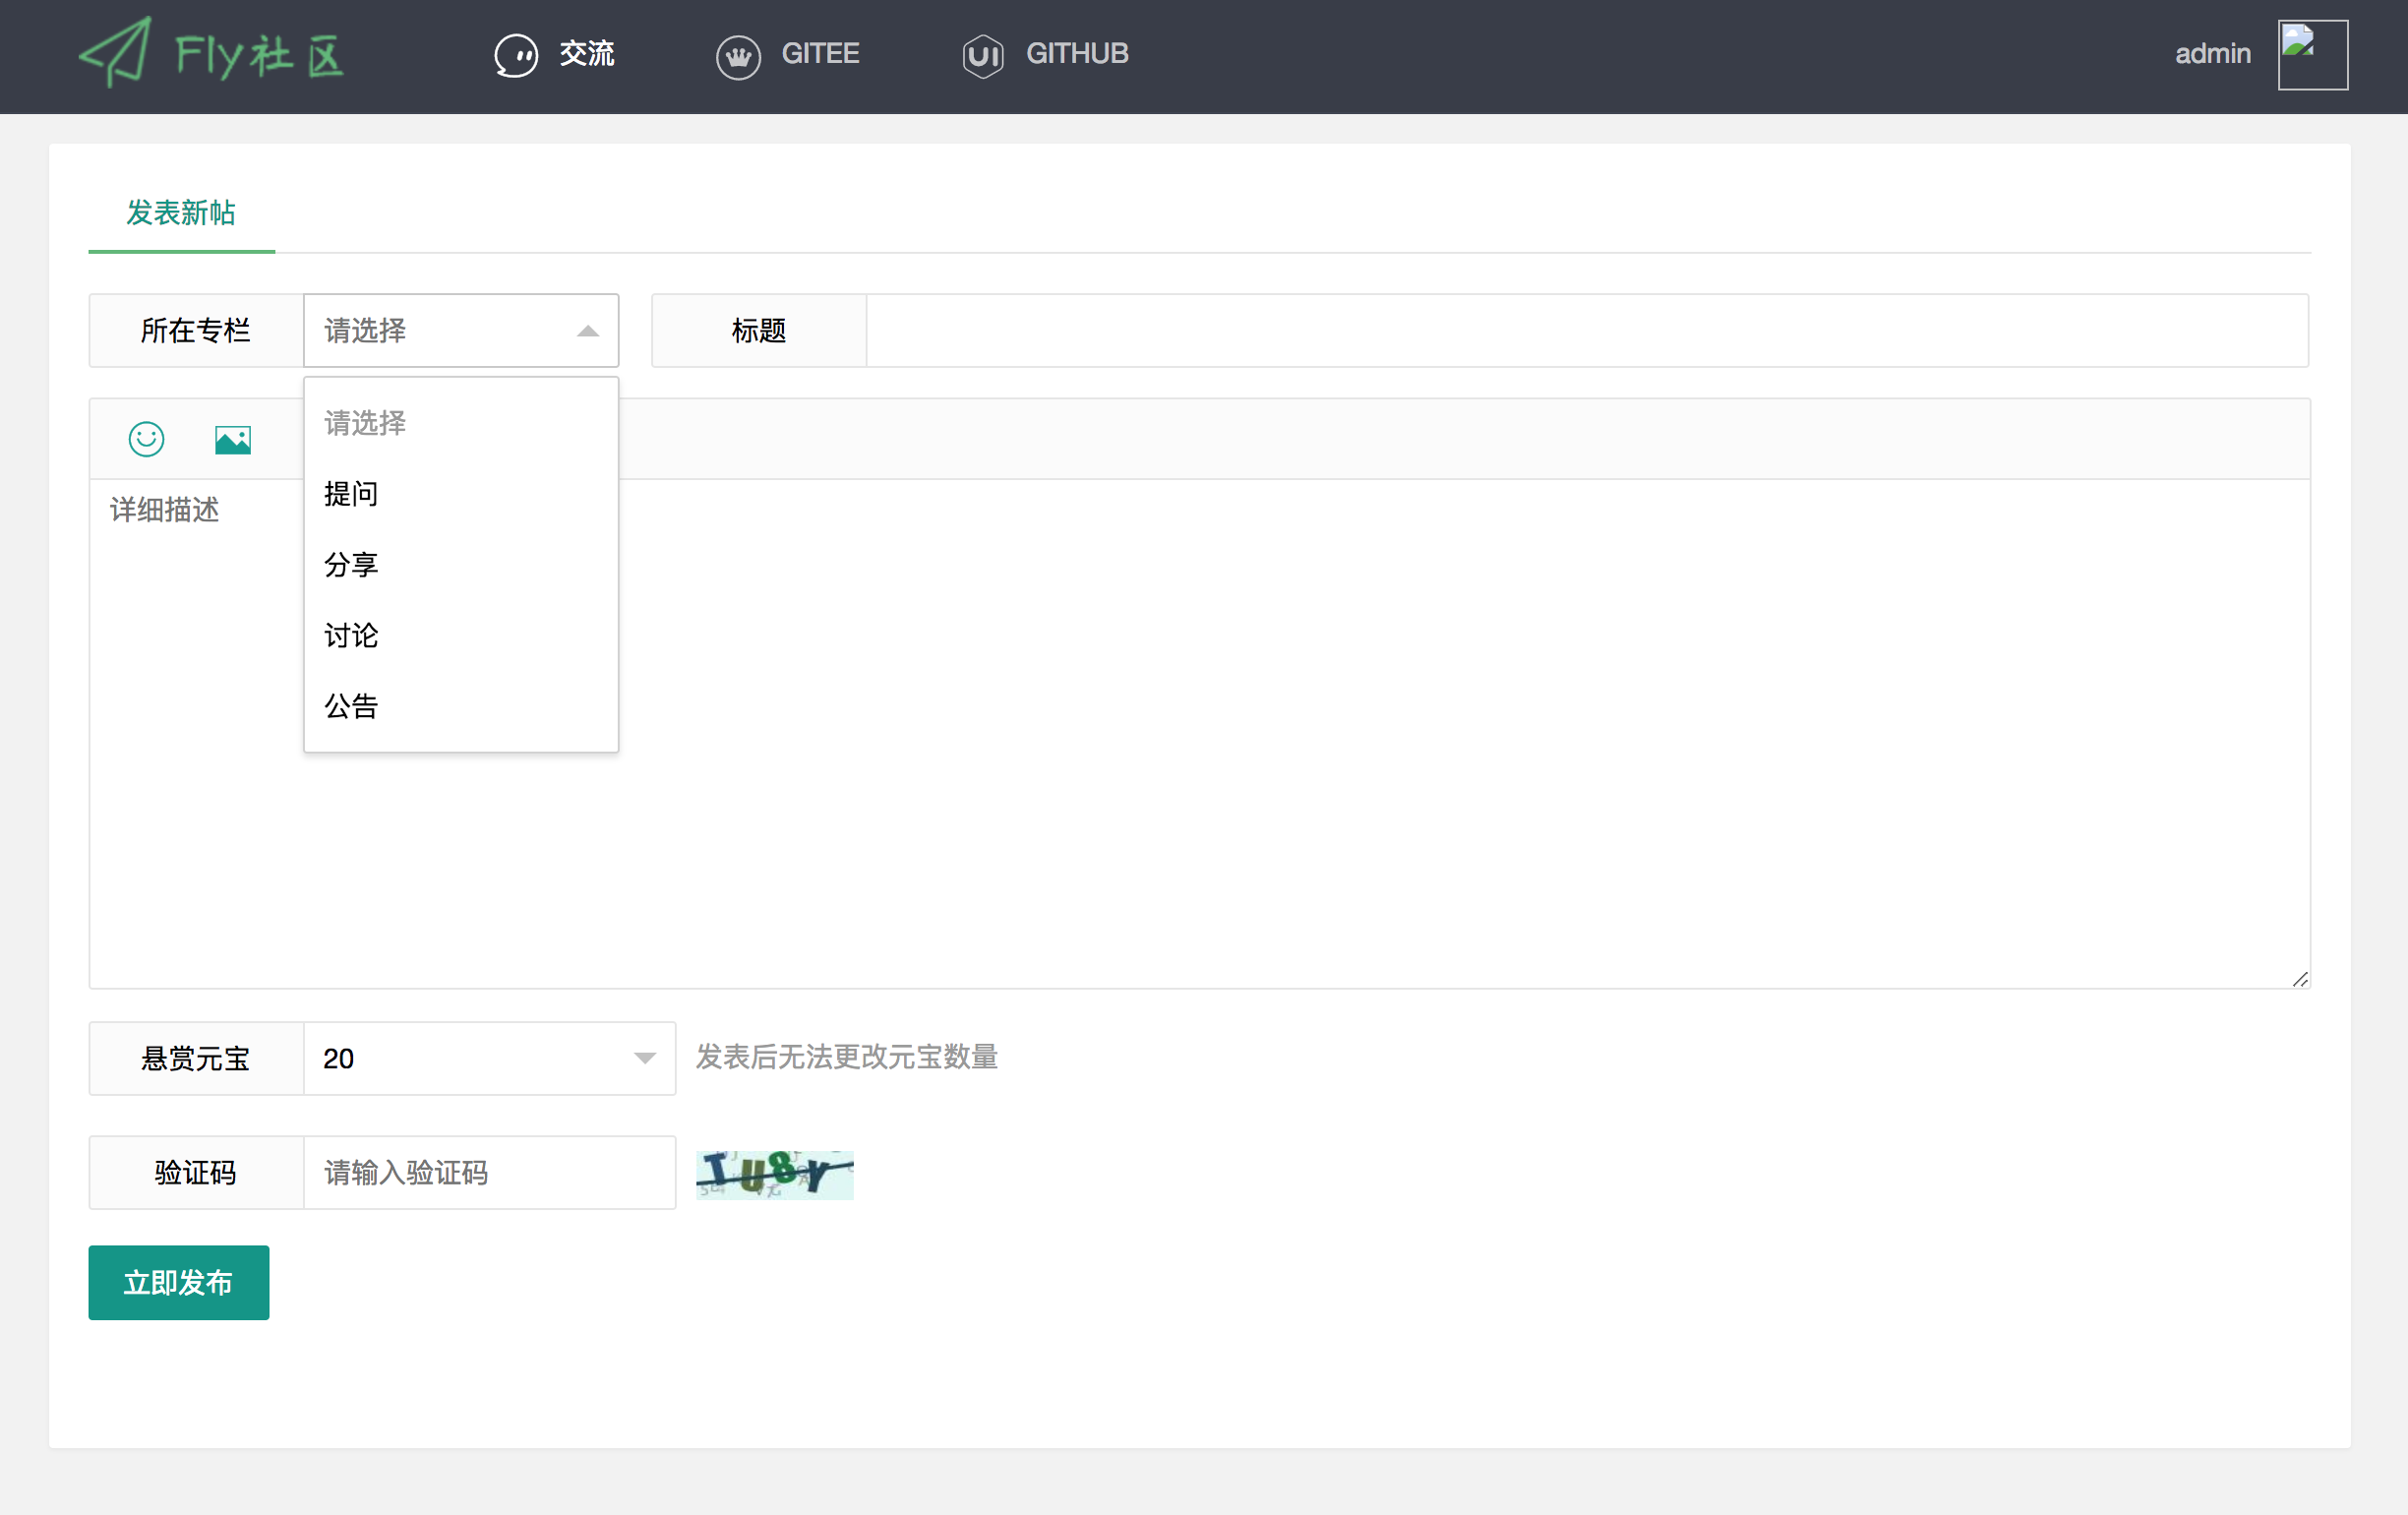 Fly社区
交流
GITEE
GITHUB
admin
发表新帖
所在专栏
请选择
标题
请选择
提问
分享
讨论
公告
详细描述
悬赏元宝
20
发表后无法更改元宝数量
验证码
请输入验证码
立即发布